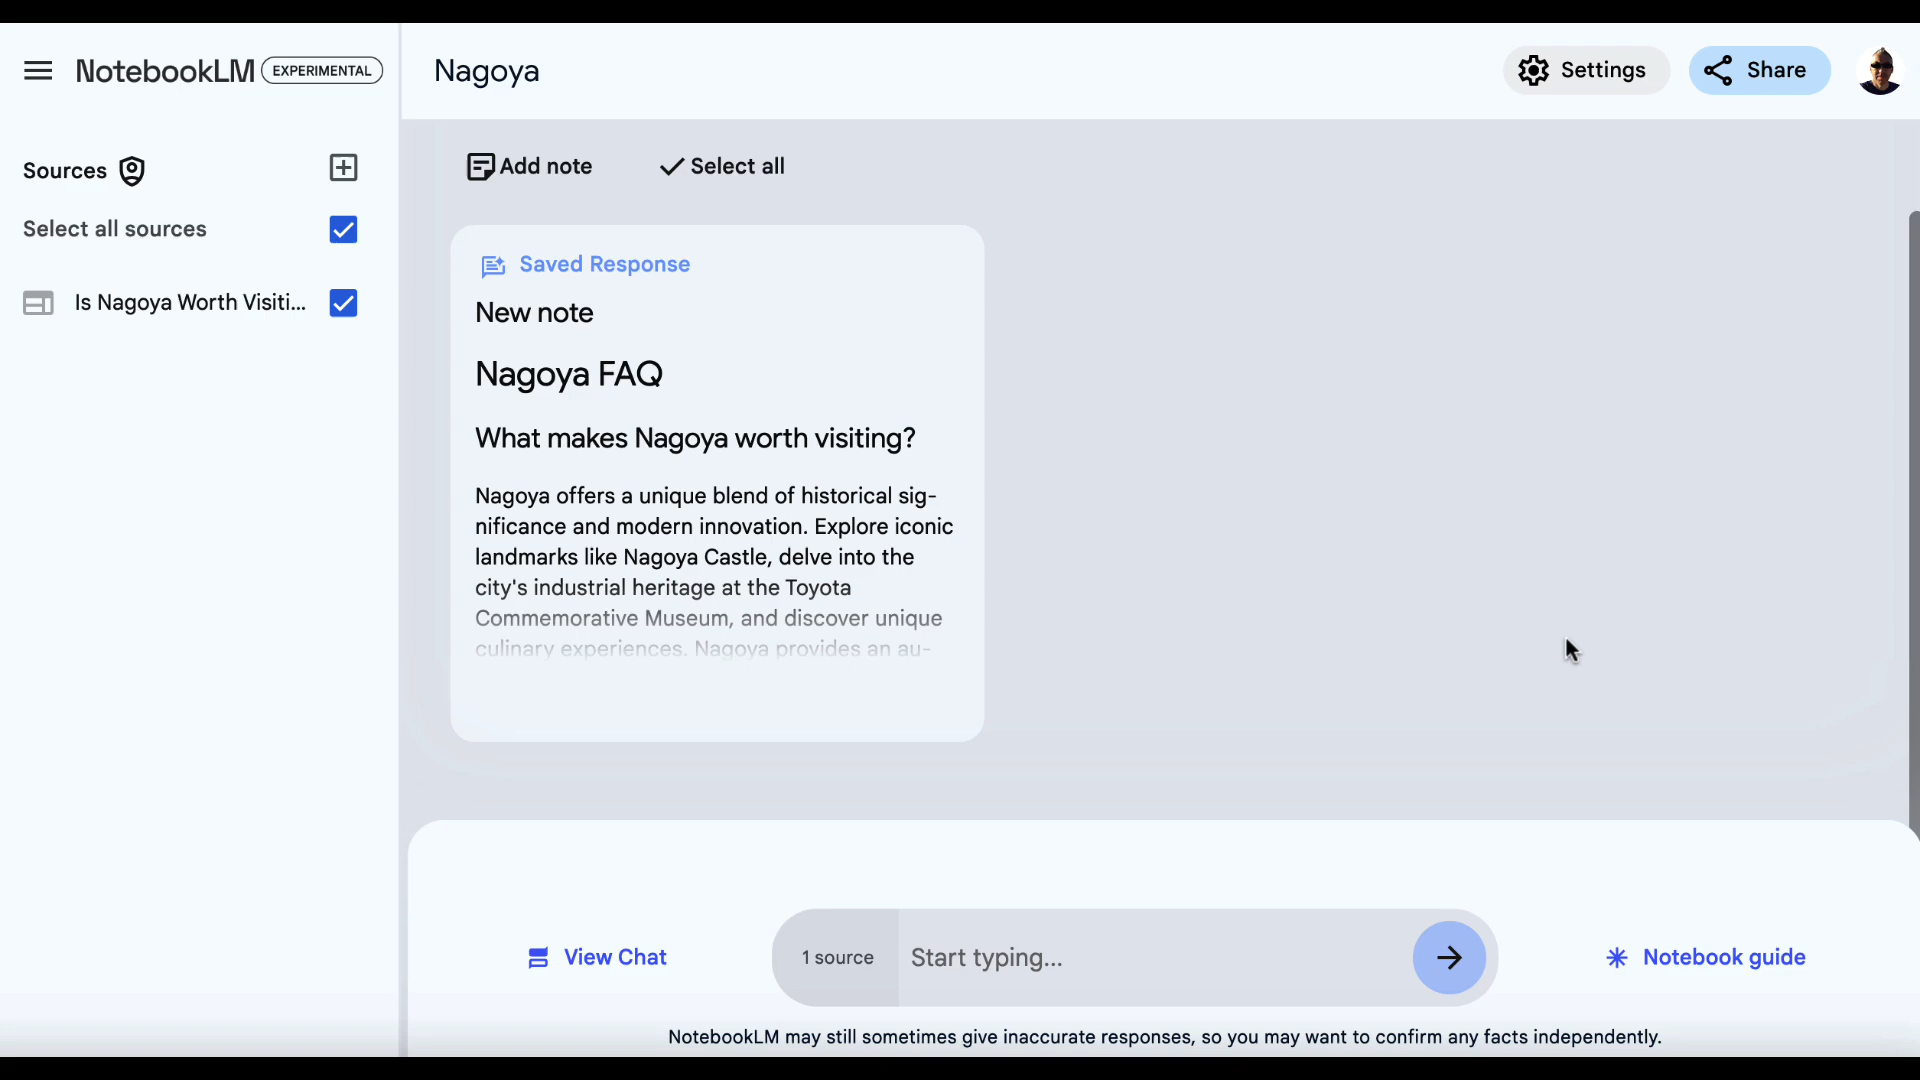 NotebookLM EXPERIMENTAL
Nagoya
Settings
Share
Sources
Select all sources
Is Nagoya Worth Visiti...
Add note
Select all
Saved Response
New note
Nagoya FAQ
What makes Nagoya worth visiting?
Nagoya offers a unique blend of historical sig-
nificance and modern innovation. Explore iconic
landmarks like Nagoya Castle, delve into the
city's industrial heritage at the Toyota
Commemorative Museum, and discover unique
culinary experiences. Nagoya provides an au-
View Chat
1 source
Start typing...
Notebook guide
NotebookLM may still sometimes give inaccurate responses, so you may want to confirm any facts independently.